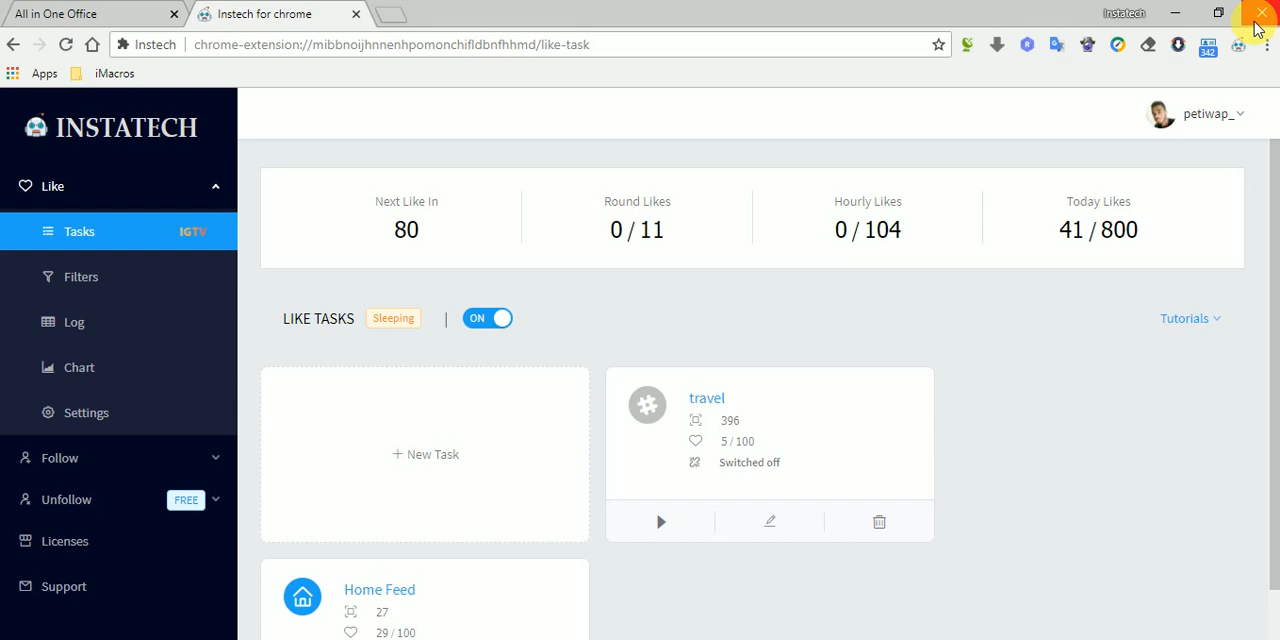 All in One Office
Instech for chrome
Instatech
Instech
chrome-extension://mibbnoijhnmenhpomonchifldbnfhhmd/like-task
342
Apps
iMacros
INSTATECH
petiwap_
Like
Tasks
IGTV
Filters
Log
Chart
Settings
Follow
Unfollow
FREE
Licenses
Support
Next Like In
80
Round Likes
0 / 11
Hourly Likes
0 / 104
Today Likes
41 / 800
LIKE TASKS
Sleeping
|
ON
Tutorials
+ New Task
travel
396
5 / 100
Switched off
Home Feed
27
29 / 100